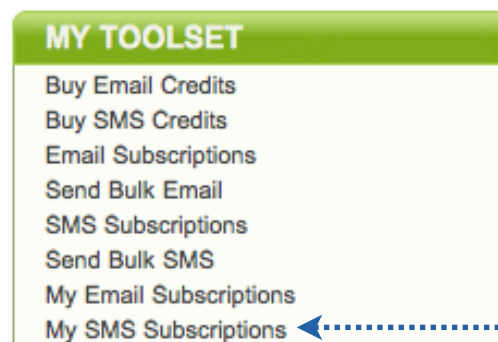 MY TOOLSET
Buy Email Credits
Buy SMS Credits
Email Subscriptions
Send Bulk Email
SMS Subscriptions
Send Bulk SMS
My Email Subscriptions
My SMS Subscriptions